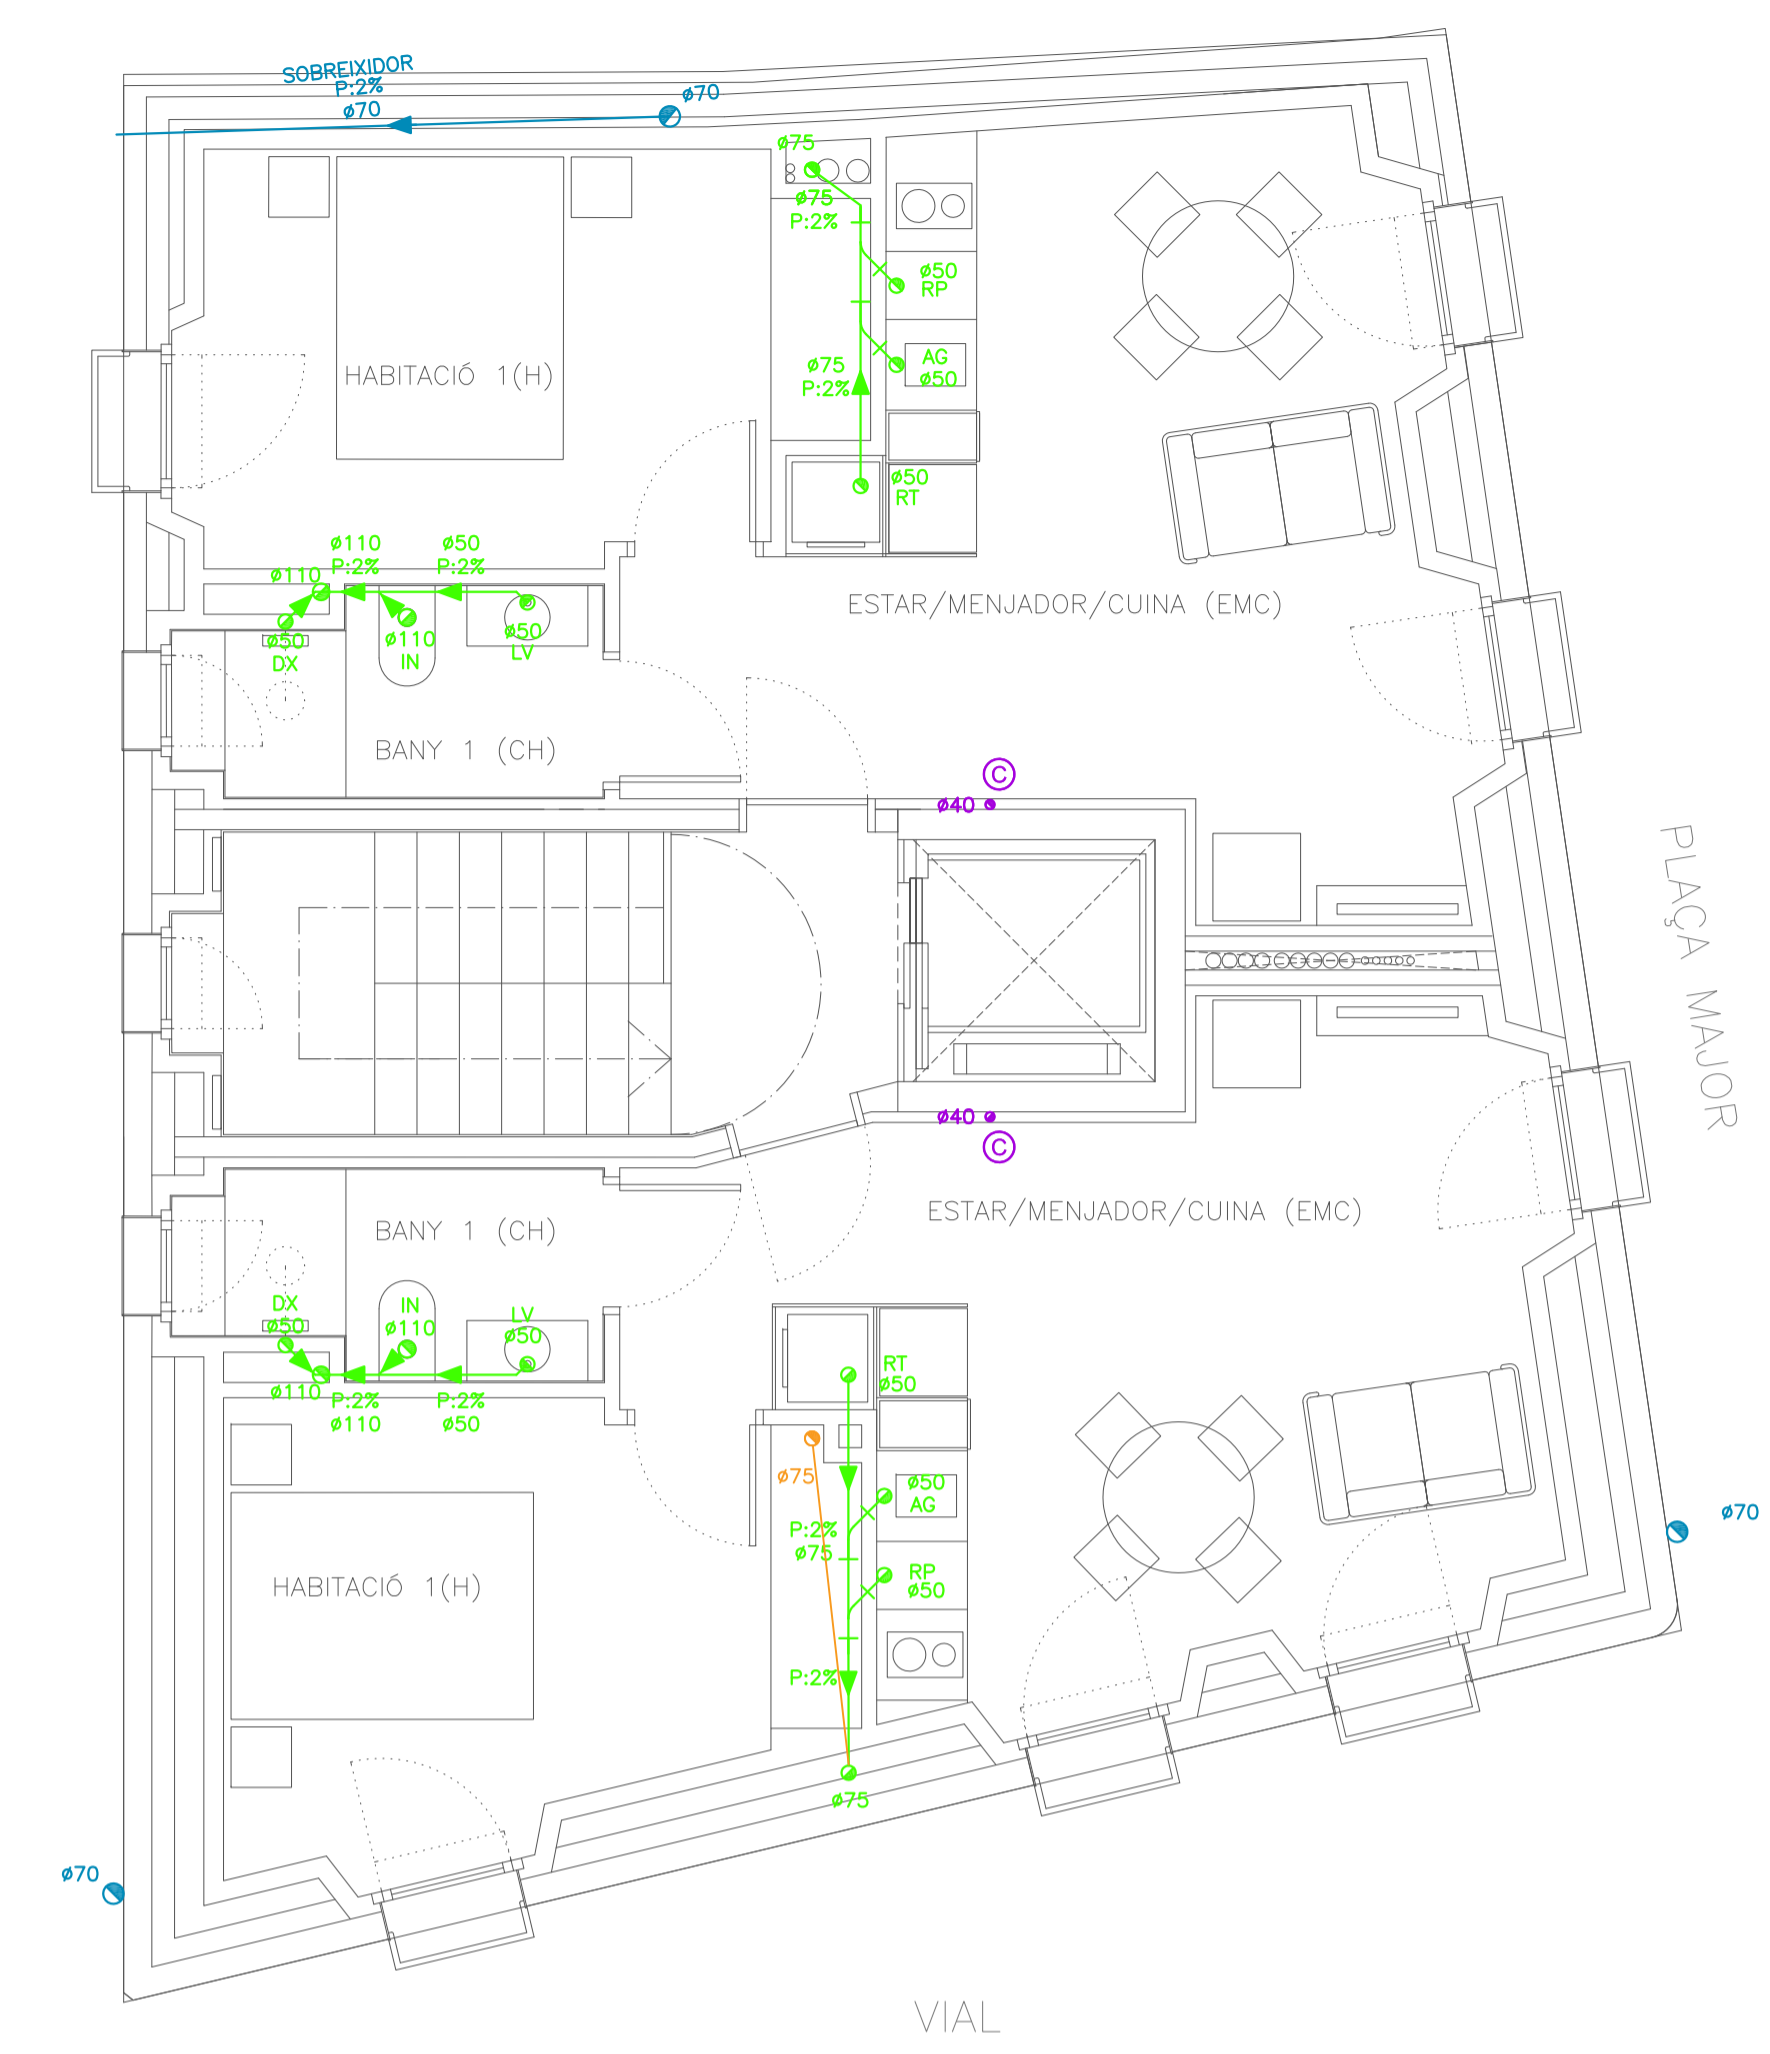 SOBREIXIDOR
P:2%
ø70
ø70
ø75
ø75
P:2%
ø50
RP
HABITACIÓ 1(H)
ø75
P:2%
AG
ø50
ø50
RT
ø110
P:2%
ø50
P:2%
ø110
ø50
DX
ø110
IN
ø50
LV
ESTAR/MENJADOR/CUINA (EMC)
BANY 1 (CH)
C
ø40
PLAÇA MAJOR
ø40
C
BANY 1 (CH)
ESTAR/MENJADOR/CUINA (EMC)
DX
ø50
IN
ø110
LV
ø50
ø110
P:2%
ø110
P:2%
ø50
RT
ø50
ø75
ø50
AG
P:2%
ø75
RP
ø50
ø70
HABITACIÓ 1(H)
P:2%
ø75
ø70
VIAL